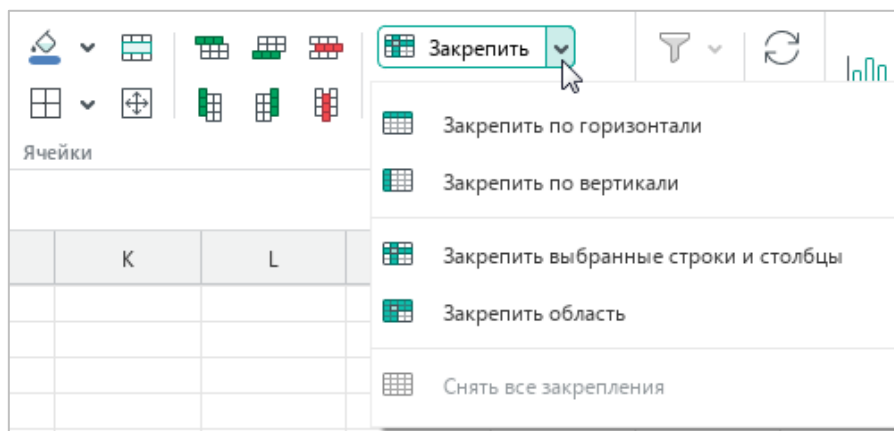 Закрепить
Ячейки
Закрепить по горизонтали
Закрепить по вертикали
K L
Закрепить выбранные строки и столбцы
Закрепить область
Снять все закрепления